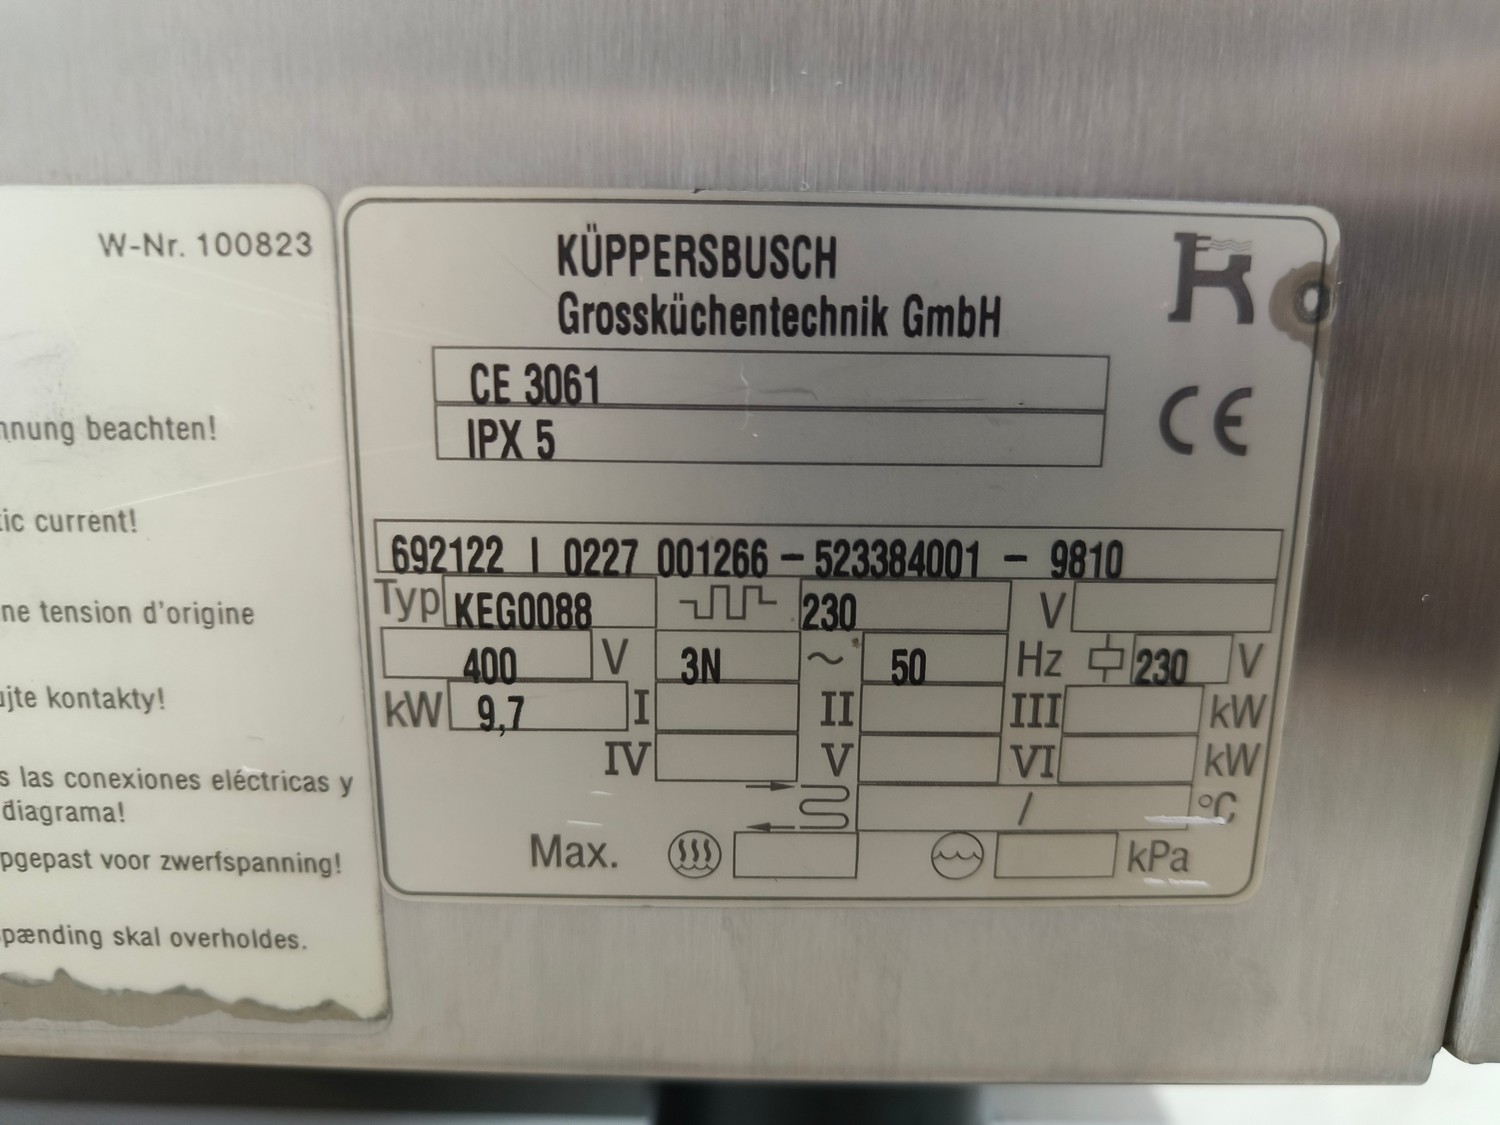 W-Nr. 100823
nnung beachten!
tic current!
ne tension d'origine
ujte kontakty!
s las conexiones eléctricas y
diagrama!
pgepast voor zwerfspanning!
pænding skal overholdes.
KÜPPERSBUSCH
Grossküchentechnik GmbH
CE 3061
IPX 5
CE
692122 I 0227 001266 - 523384001 - 9810
Typ KEG0088 230 V
400 V 3N ~ 50 Hz 230 V
kW 9,7 I II III kW
IV V VI kW
/ °C
Max. kPa